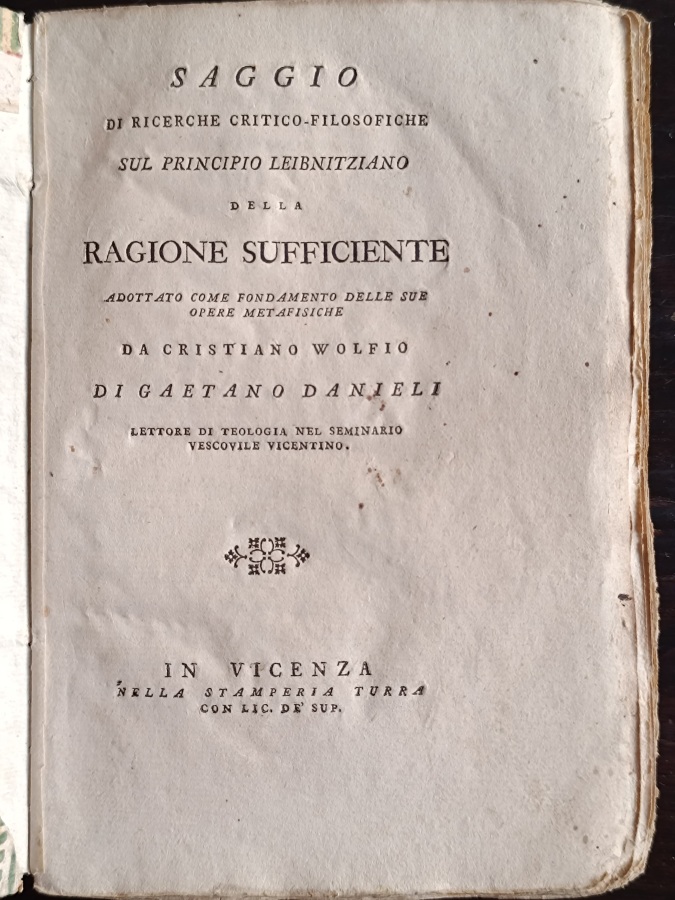 SAGGIO
DI RICERCHE CRITICO-FILOSOFICHE
SUL PRINCIPIO LEIBNITZIANO
DELLA
RAGIONE SUFFICIENTE
ADOTTATO COME FONDAMENTO DELLE SUE
OPERE METAFISICHE
DA CRISTIANO WOLFIO
DI GAETANO DANIELI
LETTORE DI TEOLOGIA NEL SEMINARIO
VESCOVILE VICENTINO.
IN VICENZA
NELLA STAMPERIA TURRA
CON LIC. DE' SUP.